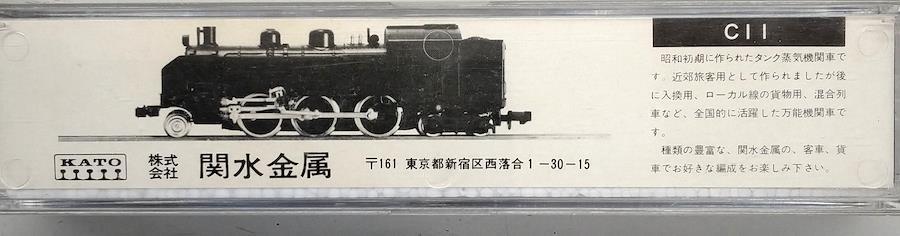 C11
昭和初期に作られたタンク蒸気機関車で
す。近郊旅客用として作られましたが後
に入換用、ローカル線の貨物用、混合列
車など、全国的に活躍した万能機関車で
す。
種類の豊富な、関水金属の、客車、貨
車でお好きな編成をお楽しみ下さい。
KATO
株式会社 関水金属 〒161 東京都新宿区西落合1-30-15